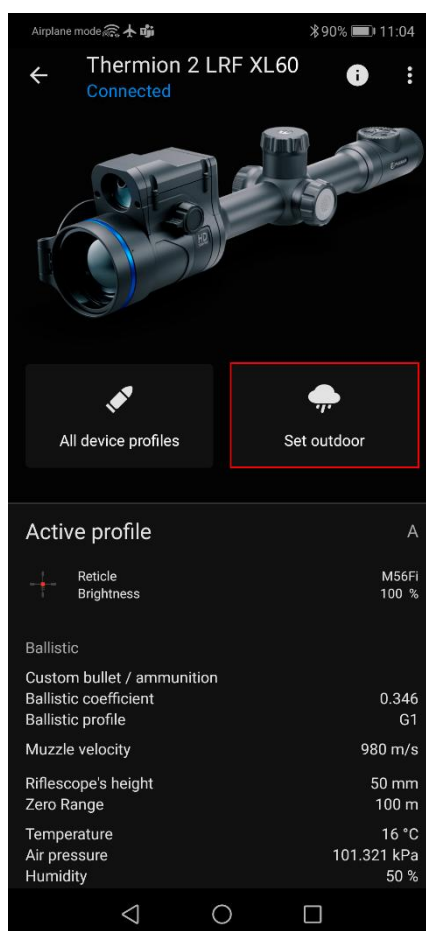 Airplane mode 90% 11:04
Thermion 2 LRF XL60
Connected
HD
All device profiles
Set outdoor
Active profile A
Reticle M56Fi
Brightness 100 %
Ballistic
Custom bullet / ammunition
Ballistic coefficient 0.346
Ballistic profile G1
Muzzle velocity 980 m/s
Riflescope's height 50 mm
Zero Range 100 m
Temperature 16 °C
Air pressure 101.321 kPa
Humidity 50 %